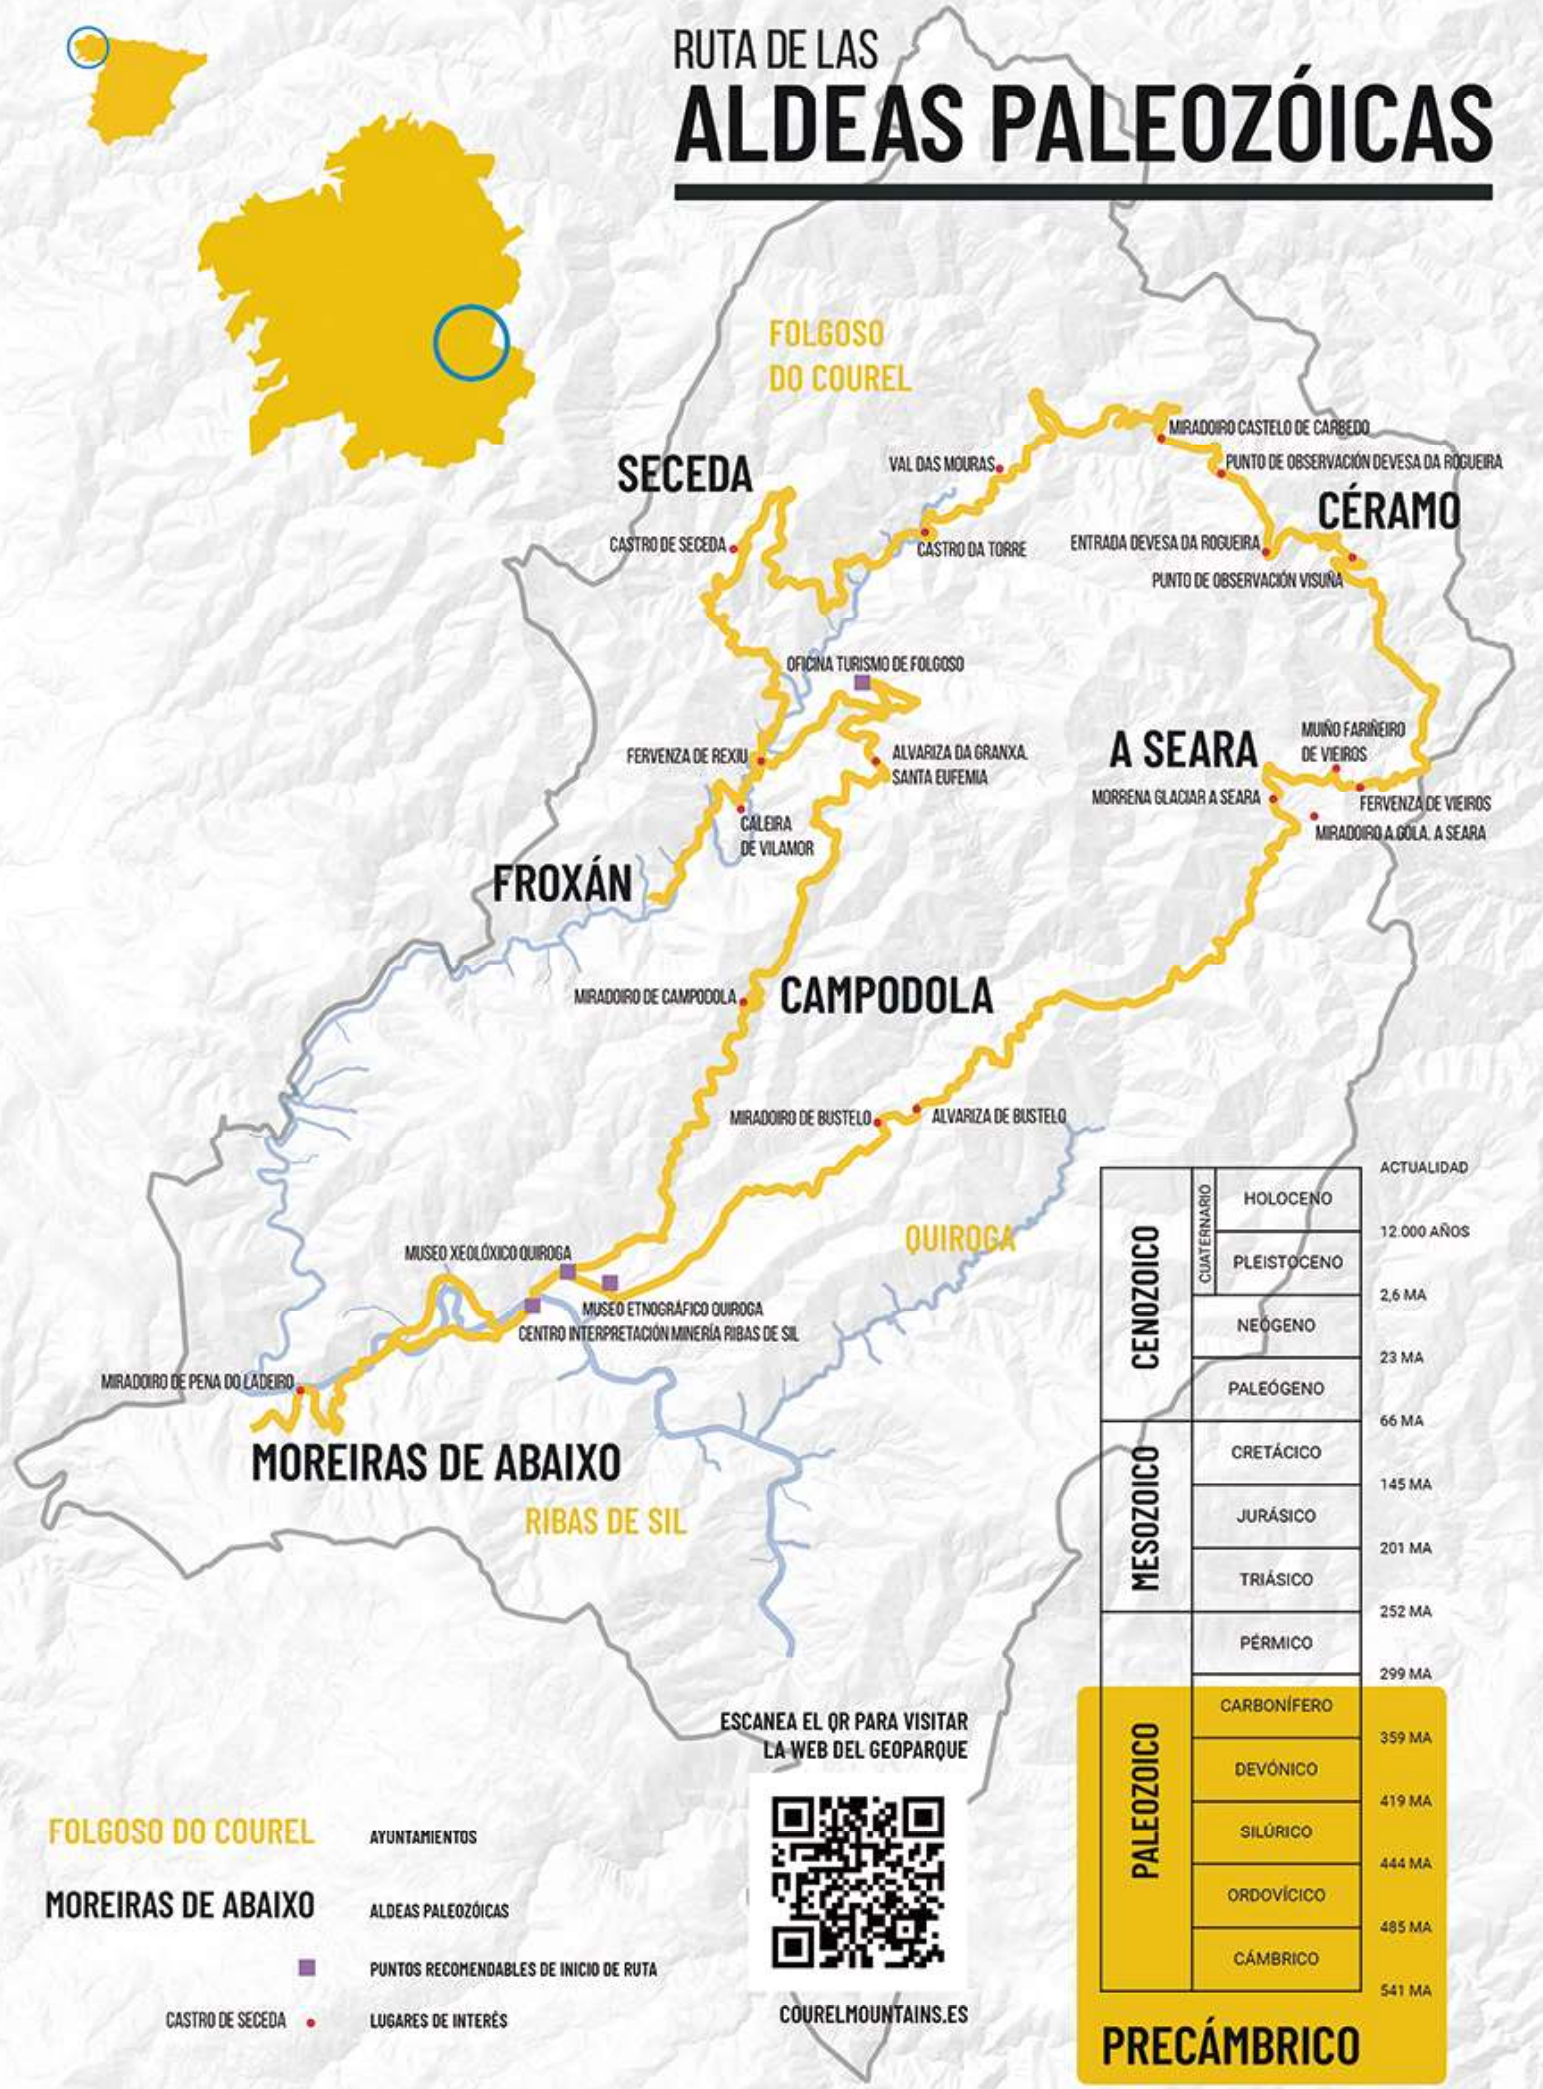 RUTA DE LAS
ALDEAS PALEOZÓICAS
FOLGOSO
DO COUREL
MIRADOIRO CASTELO DE CARBEDO
VAL DAS MOURAS
PUNTO DE OBSERVACIÓN DEVESA DA ROGUEIRA
SECEDA
CÉRAMO
CASTRO DE SECEDA
CASTRO DA TORRE
ENTRADA DEVESA DA ROGUEIRA
PUNTO DE OBSERVACIÓN VISUÑA
OFICINA TURISMO DE FOLGOSO
FERVENZA DE REXIU
ALVARIZA DA GRANXA.
SANTA EUFEMIA
A SEARA
MUIÑO FARIÑEIRO
DE VIEIROS
MORRENA GLACIAR A SEARA
FERVENZA DE VIEIROS
MIRADOIRO A GOLA. A SEARA
CALEIRA
DE VILAMOR
FROXÁN
MIRADOIRO DE CAMPODOLA
CAMPODOLA
MIRADOIRO DE BUSTELO
ALVARIZA DE BUSTELO
QUIROGA
MUSEO XEOLÓXICO QUIROGA
MUSEO ETNOGRÁFICO QUIROGA
CENTRO INTERPRETACIÓN MINERÍA RIBAS DE SIL
MIRADOIRO DE PENA DO LADEIRO
MOREIRAS DE ABAIXO
RIBAS DE SIL
ACTUALIDAD
CENOZOICO
CUATERNARIO
HOLOCENO
12.000 AÑOS
PLEISTOCENO
2,6 MA
NEÓGENO
23 MA
PALEÓGENO
66 MA
MESOZOICO
CRETÁCICO
145 MA
JURÁSICO
201 MA
TRIÁSICO
252 MA
PALEOZOICO
PÉRMICO
299 MA
CARBONÍFERO
359 MA
DEVÓNICO
419 MA
SILÚRICO
444 MA
ORDOVÍCICO
485 MA
CÁMBRICO
541 MA
PRECÁMBRICO
ESCANEA EL QR PARA VISITAR
LA WEB DEL GEOPARQUE
COURELMOUNTAINS.ES
FOLGOSO DO COUREL AYUNTAMIENTOS
MOREIRAS DE ABAIXO ALDEAS PALEOZÓICAS
PUNTOS RECOMENDABLES DE INICIO DE RUTA
CASTRO DE SECEDA LUGARES DE INTERÉS